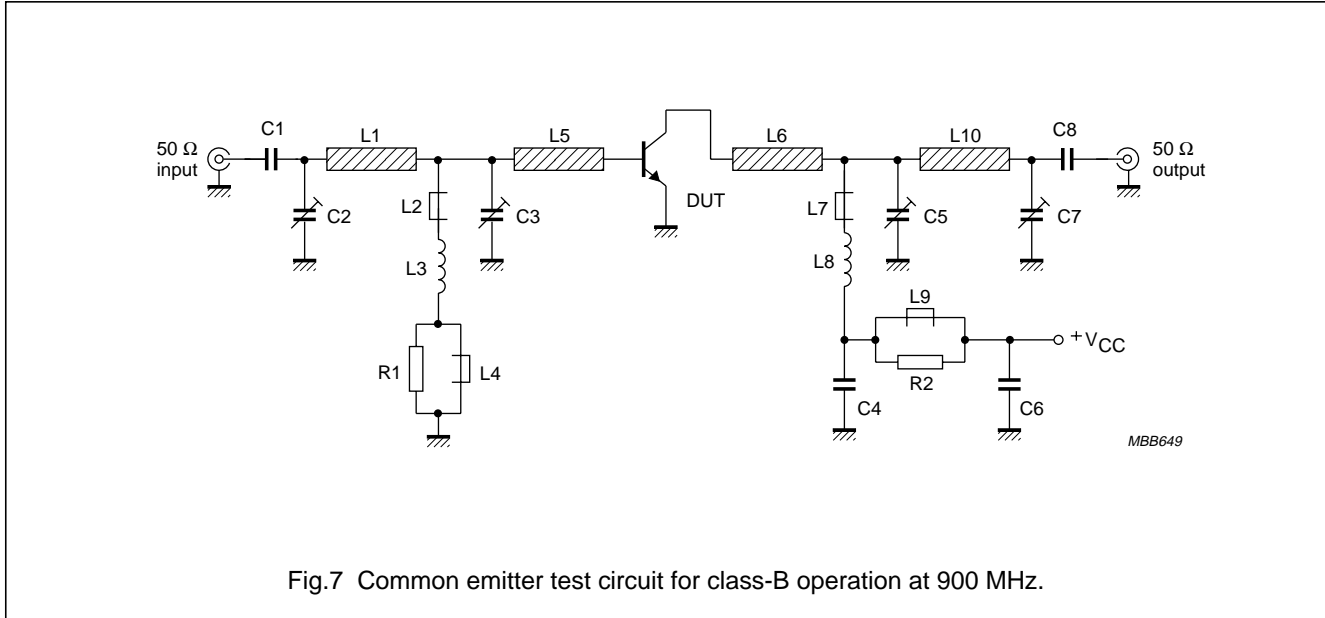 C1
L1
L5
L6
L10
C8
50 Ω
input
50 Ω
output
C2
L2
C3
DUT
L7
C5
C7
L3
L8
L9
+VCC
R1
L4
R2
C4
C6
MBB649
Fig.7 Common emitter test circuit for class-B operation at 900 MHz.